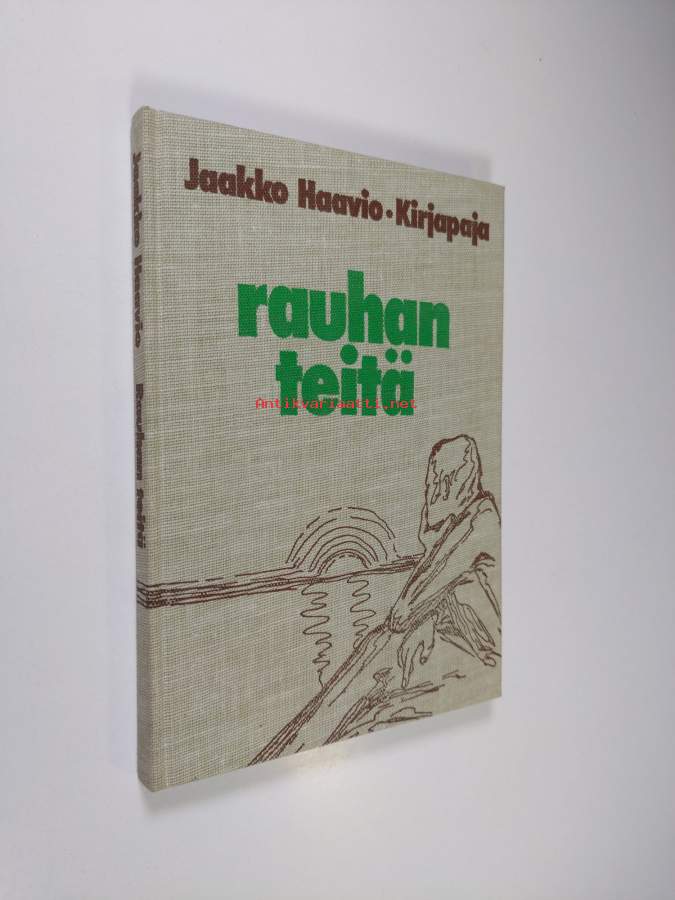 Jaakko Haavio • Kirjapaja
rauhan
teitä
Antikvariaatti.net
Jaakko Haavio Rauhan teitä